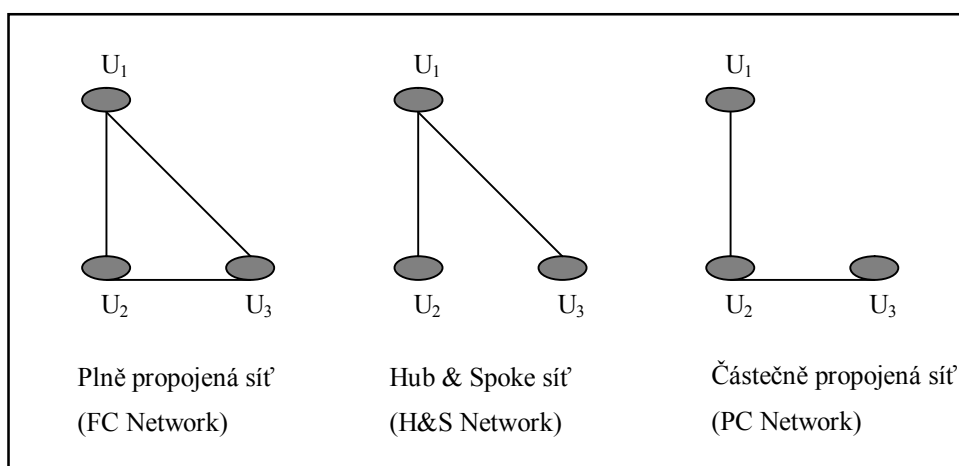 U₁
U₂
U₃
Plně propojená síť
(FC Network)
U₁
U₂
U₃
Hub & Spoke síť
(H&S Network)
U₁
U₂
U₃
Částečně propojená síť
(PC Network)